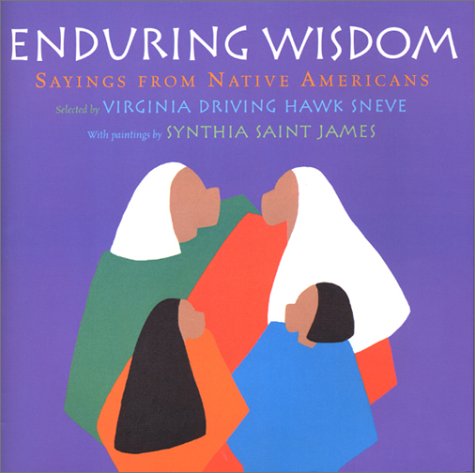 ENDURING WISDOM
SAYINGS FROM NATIVE AMERICANS
Selected by VIRGINIA DRIVING HAWK SNEVE
With paintings by SYNTHIA SAINT JAMES